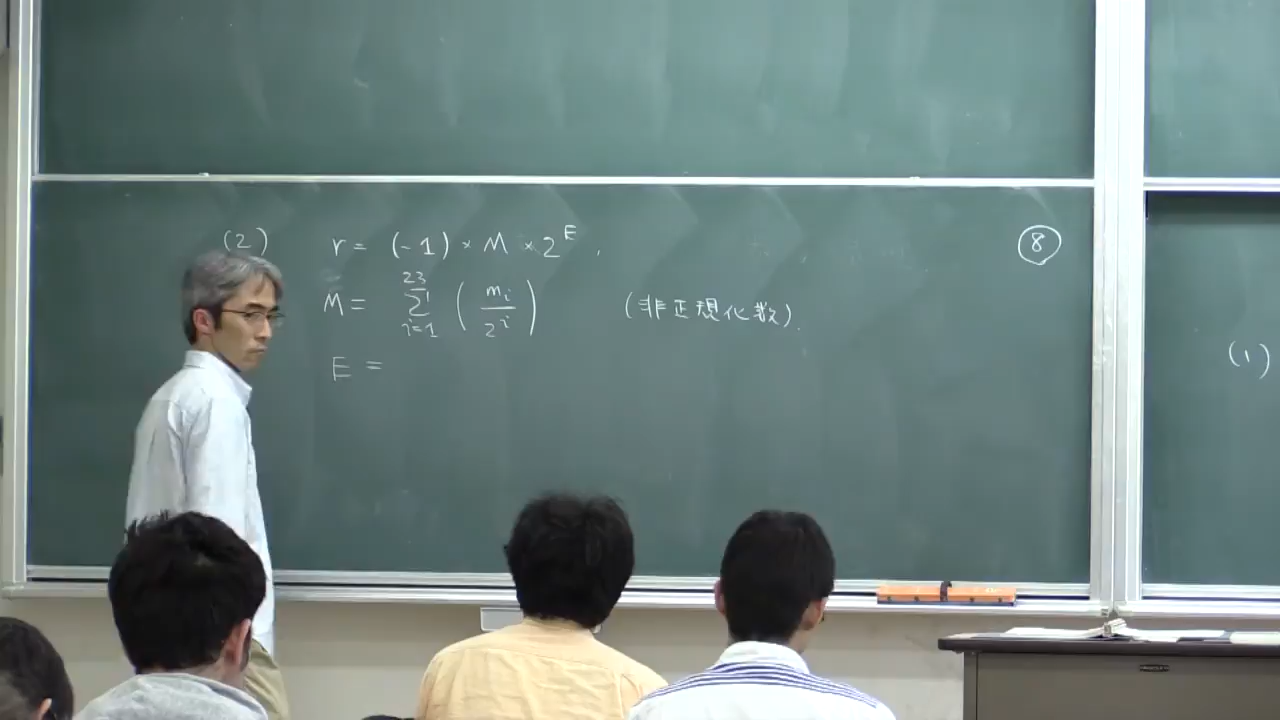 (2) r = (-1) × M × 2^E , ⑧
M = Σ_{i=1}^{23} ( m_i / 2^i ) (非正規化数).
E =
(1)